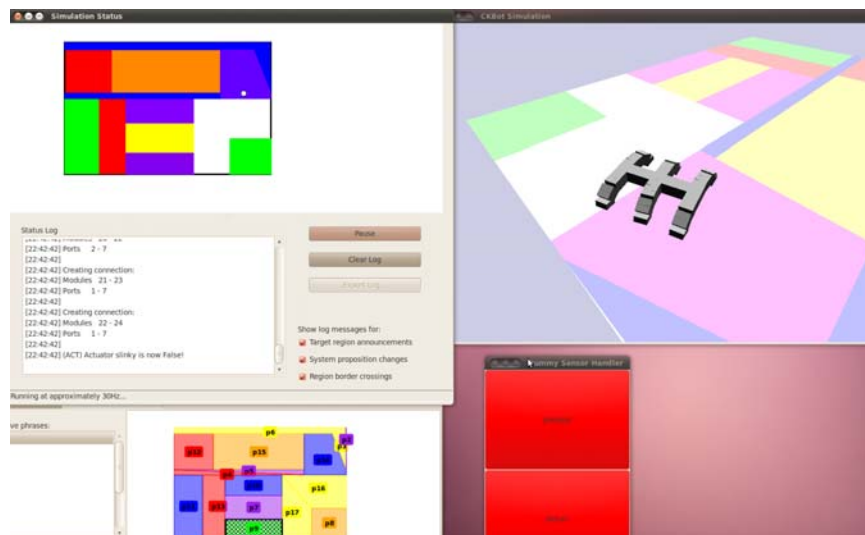 Simulation Status
CKBot Simulation
Status Log
[22:42:42] Ports 2 - 7
[22:42:42]
[22:42:42] Creating connection:
[22:42:42] Modules 21 - 23
[22:42:42] Ports 1 - 7
[22:42:42]
[22:42:42] Creating connection:
[22:42:42] Modules 22 - 24
[22:42:42] Ports 1 - 7
[22:42:42]
[22:42:42] (ACT) Actuator slinky is now False!
Pause
Clear Log
Show log messages for:
Target region announcements
System proposition changes
Region border crossings
Running at approximately 30Hz...
Dummy Sensor Handler
ve phrases:
p6
p15
p5
p16
p7
p17
p8
p9